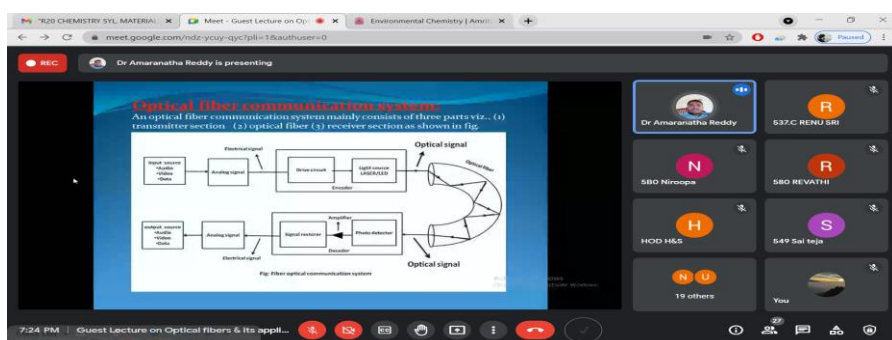 "R20 CHEMISTRY SYL, MATERIAL
Meet - Guest Lecture on Opt
Environmental Chemistry | Amrit
meet.google.com/ndz-ycuy-qyc?pli=1&authuser=0
Paused
REC
Dr Amaranatha Reddy is presenting
Optical fiber communication system:
An optical fiber communication system mainly consists of three parts viz.. (1)
transmitter section (2) optical fiber (3) receiver section as shown in fig.
Electrical signal
Optical signal
Input source
•Audio
•Video
•Data
Analog signal
Drive circuit
Light source
LASER/LED
Encoder
Optical fiber
output source
•Audio
•Video
•Data
Analog signal
Signal restorer
Amplifier
Photo detector
Decoder
Electrical signal
Optical signal
Fig: Fiber optical communication system
Dr Amaranatha Reddy
R
537.C RENU SRI
N
5B0 Niroopa
R
580 REVATHI
H
HOD H&S
S
549 Sai teja
N U
19 others
You
7:24 PM | Guest Lecture on Optical fibers & its appli...
27